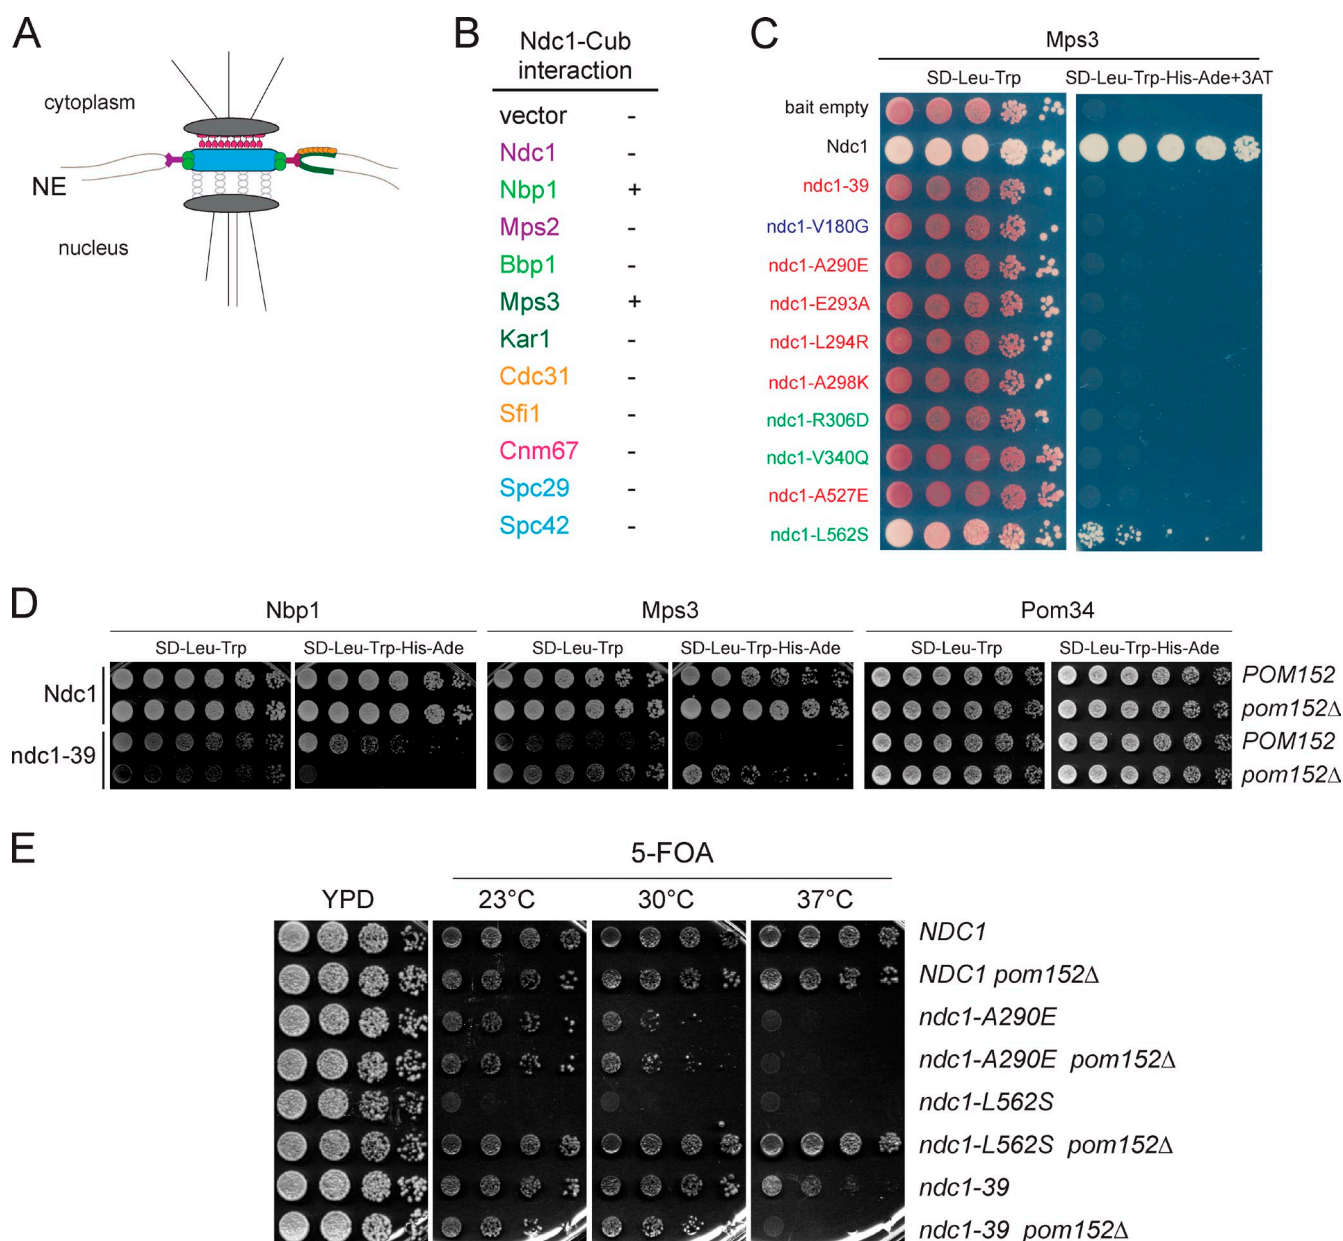 A
cytoplasm
NE
nucleus
B
Ndc1-Cub
interaction
vector -
Ndc1 -
Nbp1 +
Mps2 -
Bbp1 -
Mps3 +
Kar1 -
Cdc31 -
Sfi1 -
Cnm67 -
Spc29 -
Spc42 -
C
Mps3
SD-Leu-Trp SD-Leu-Trp-His-Ade+3AT
bait empty
Ndc1
ndc1-39
ndc1-V180G
ndc1-A290E
ndc1-E293A
ndc1-L294R
ndc1-A298K
ndc1-R306D
ndc1-V340Q
ndc1-A527E
ndc1-L562S
D
Nbp1 Mps3 Pom34
SD-Leu-Trp SD-Leu-Trp-His-Ade SD-Leu-Trp SD-Leu-Trp-His-Ade SD-Leu-Trp SD-Leu-Trp-His-Ade
Ndc1
ndc1-39
POM152
pom152Δ
POM152
pom152Δ
E
5-FOA
YPD 23°C 30°C 37°C
NDC1
NDC1 pom152Δ
ndc1-A290E
ndc1-A290E pom152Δ
ndc1-L562S
ndc1-L562S pom152Δ
ndc1-39
ndc1-39 pom152Δ